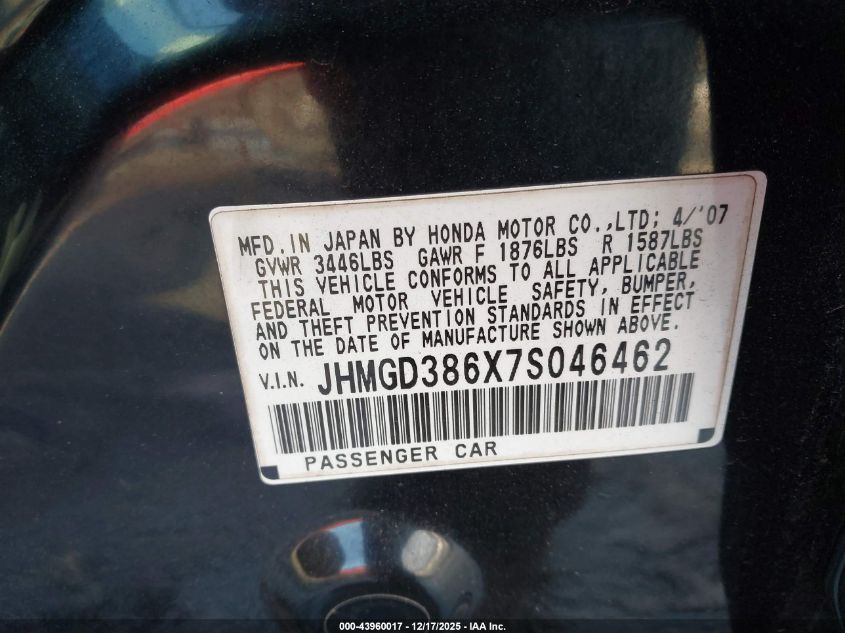 MFD.IN JAPAN BY HONDA MOTOR CO.,LTD; 4/'07
GVWR 3446LBS GAWR F 1876LBS R 1587LBS
THIS VEHICLE CONFORMS TO ALL APPLICABLE
FEDERAL MOTOR VEHICLE SAFETY, BUMPER,
AND THEFT PREVENTION STANDARDS IN EFFECT
ON THE DATE OF MANUFACTURE SHOWN ABOVE.
V.I.N. JHMGD386X7S046462
PASSENGER CAR
000-43960017 - 12/17/2025 - IAA Inc.